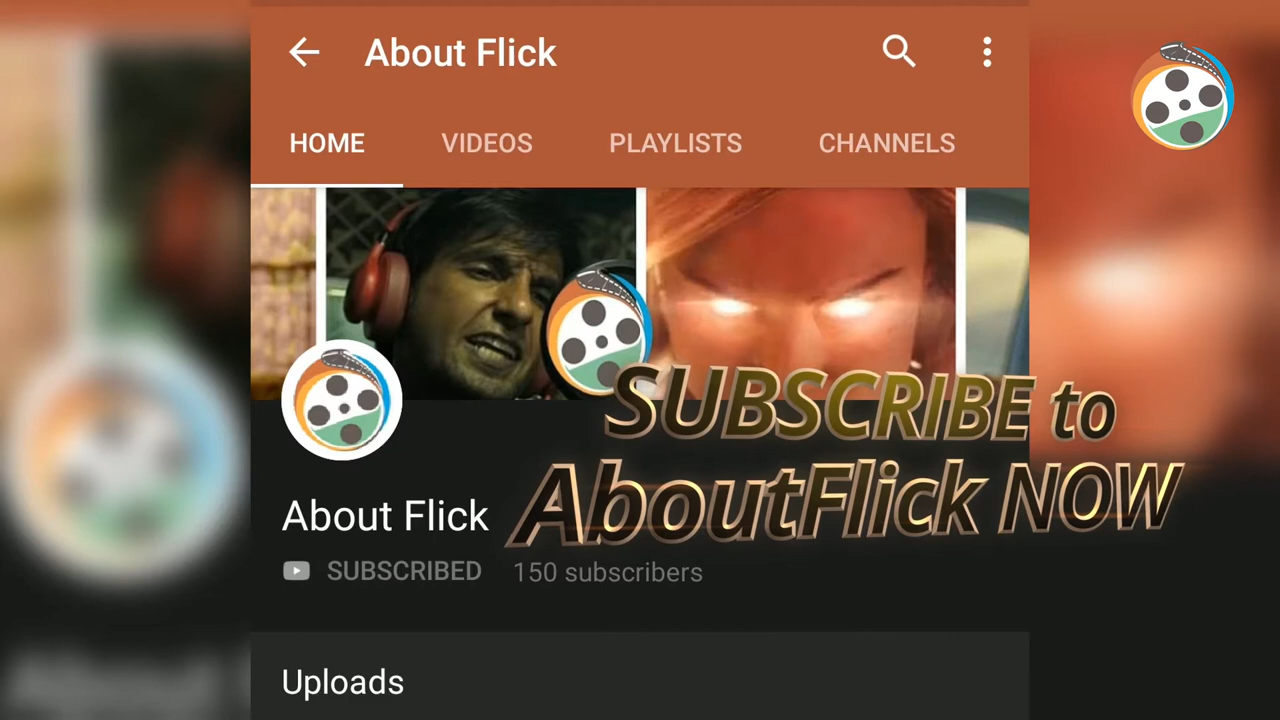 About Flick
HOME VIDEOS PLAYLISTS CHANNELS
SUBSCRIBE to
AboutFlick NOW
About Flick
SUBSCRIBED 150 subscribers
Uploads